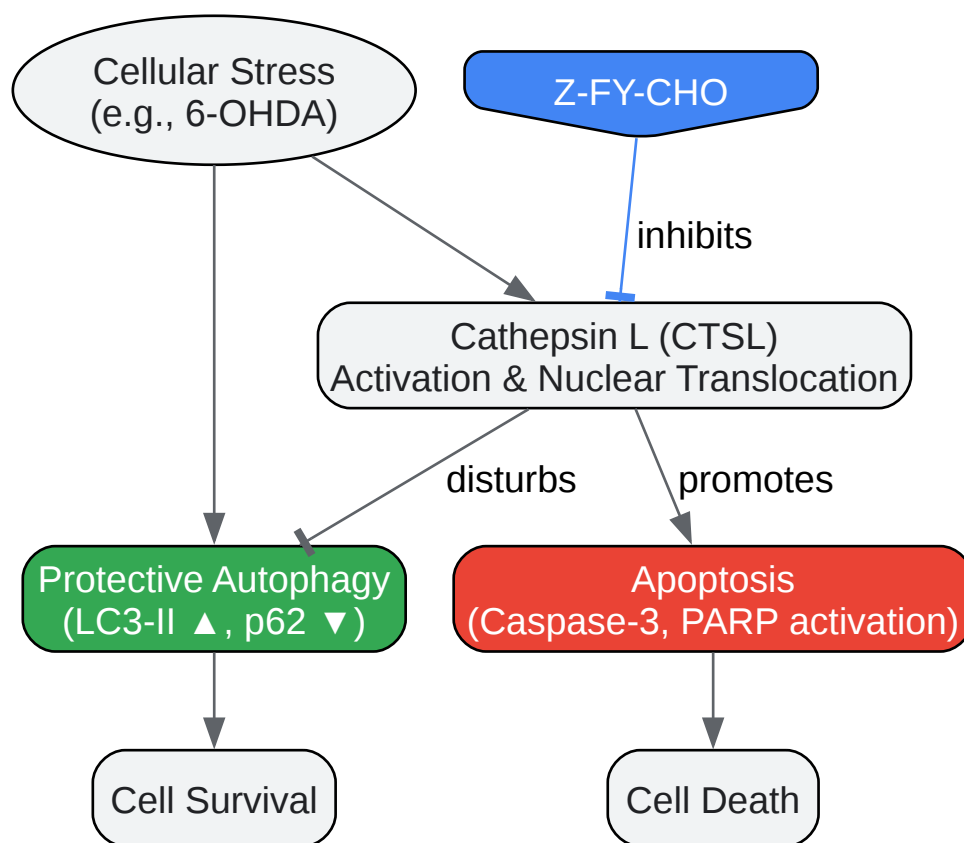 Cellular Stress
(e.g., 6-OHDA)
Z-FY-CHO
inhibits
Cathepsin L (CTSL)
Activation & Nuclear Translocation
disturbs
promotes
Protective Autophagy
(LC3-II ▲, p62 ▼)
Apoptosis
(Caspase-3, PARP activation)
Cell Survival
Cell Death